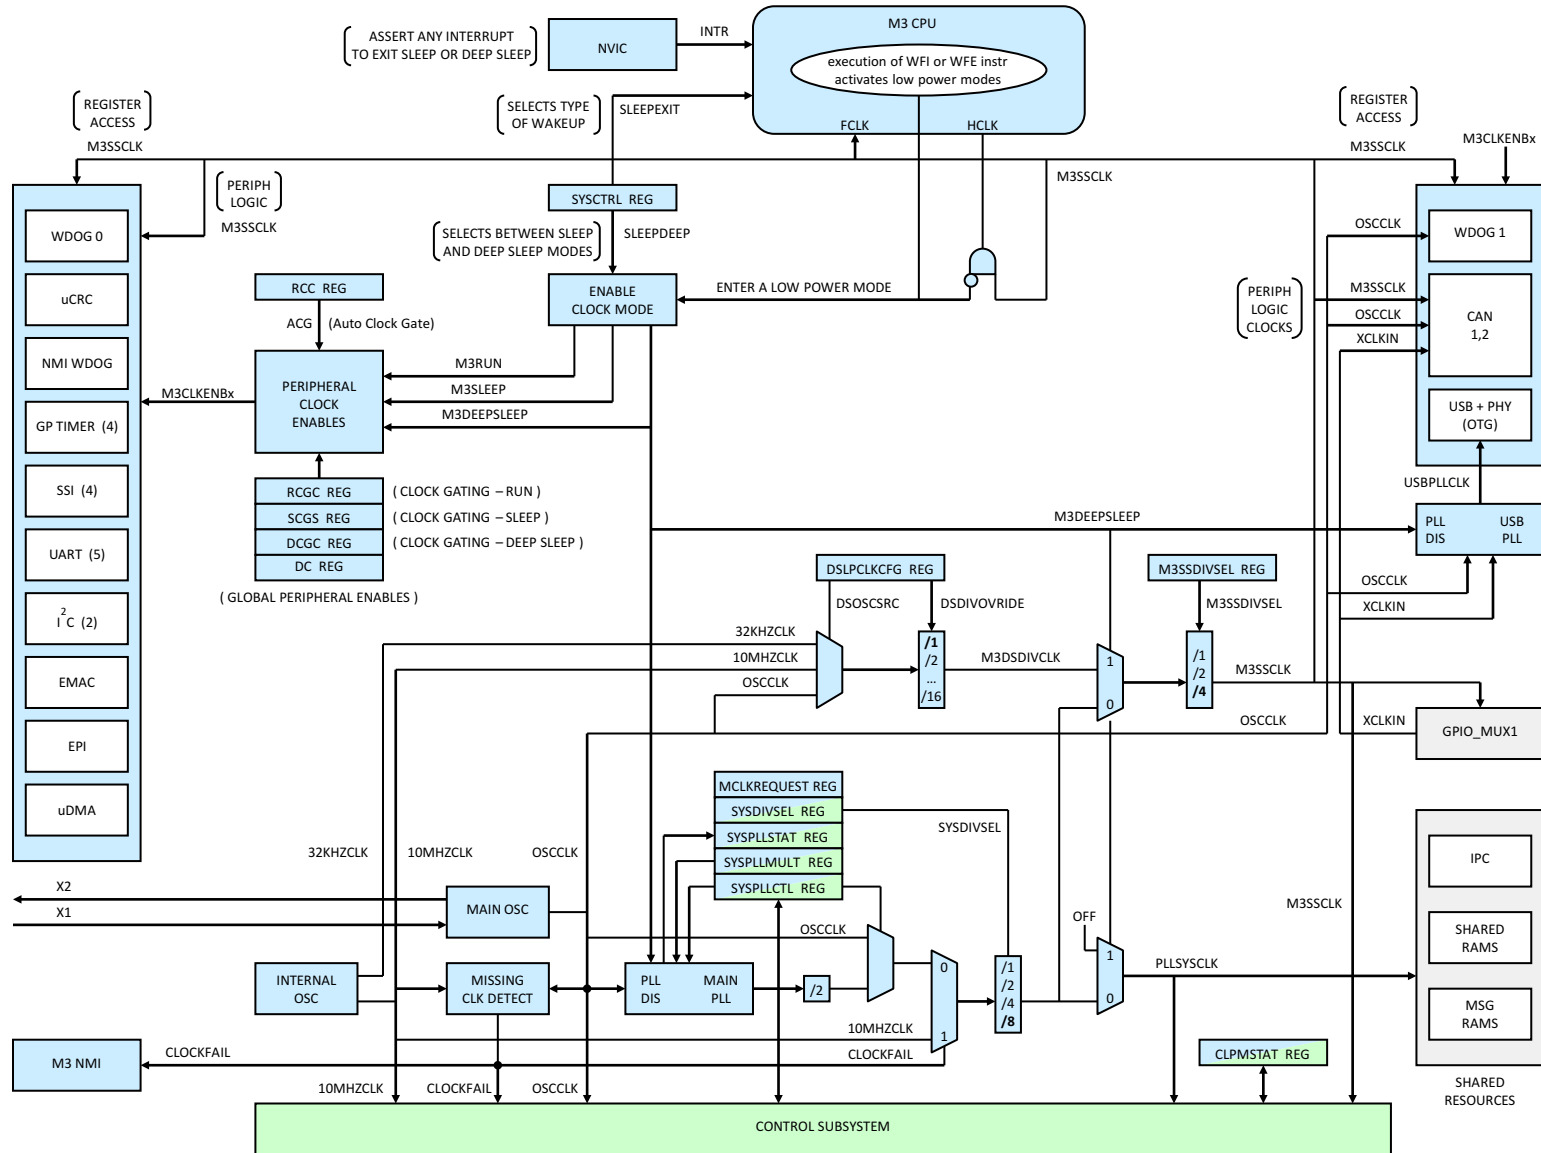 M3 CPU
ASSERT ANY INTERRUPT
TO EXIT SLEEP OR DEEP SLEEP
NVIC
INTR
execution of WFI or WFE instr
activates low power modes
SELECTS TYPE
OF WAKEUP
SLEEPEXIT
FCLK
HCLK
REGISTER
ACCESS
M3SSCLK
REGISTER
ACCESS
M3SSCLK
M3CLKENBx
PERIPH
LOGIC
M3SSCLK
SYSCTRL REG
M3SSCLK
SELECTS BETWEEN SLEEP
AND DEEP SLEEP MODES
SLEEPDEEP
WDOG 0
uCRC
NMI WDOG
GP TIMER (4)
SSI (4)
UART (5)
I2C (2)
EMAC
EPI
uDMA
RCC REG
ACG (Auto Clock Gate)
ENABLE
CLOCK MODE
ENTER A LOW POWER MODE
PERIPH
LOGIC
CLOCKS
OSCCLK
WDOG 1
M3SSCLK
OSCCLK
XCLKIN
CAN
1,2
USB + PHY
(OTG)
USBPLLCLK
PERIPHERAL
CLOCK
ENABLES
M3RUN
M3SLEEP
M3DEEPSLEEP
M3CLKENBx
RCGC REG
( CLOCK GATING – RUN )
SCGS REG
( CLOCK GATING – SLEEP )
DCGC REG
( CLOCK GATING – DEEP SLEEP )
DC REG
( GLOBAL PERIPHERAL ENABLES )
M3DEEPSLEEP
PLL
DIS
USB
PLL
DSLPCLKCFG REG
M3SSDIVSEL REG
OSCCLK
XCLKIN
DSOSCSRC
DSDIVOVRIDE
M3SSDIVSEL
32KHZCLK
10MHZCLK
OSCCLK
/1
/2
...
/16
M3DSDIVCLK
1
0
/1
/2
/4
M3SSCLK
OSCCLK
XCLKIN
GPIO_MUX1
MCLKREQUEST REG
SYSDIVSEL REG
SYSPLLSTAT REG
SYSPLLMULT REG
SYSPLLCTL REG
SYSDIVSEL
32KHZCLK
10MHZCLK
OSCCLK
X2
X1
MAIN OSC
OSCCLK
OFF
M3SSCLK
IPC
SHARED
RAMS
MSG
RAMS
SHARED
RESOURCES
INTERNAL
OSC
MISSING
CLK DETECT
PLL
DIS
MAIN
PLL
/2
0
1
/1
/2
/4
/8
1
0
PLLSYSCLK
10MHZCLK
CLOCKFAIL
M3 NMI
CLOCKFAIL
CLPMSTAT REG
10MHZCLK
CLOCKFAIL
OSCCLK
CONTROL SUBSYSTEM